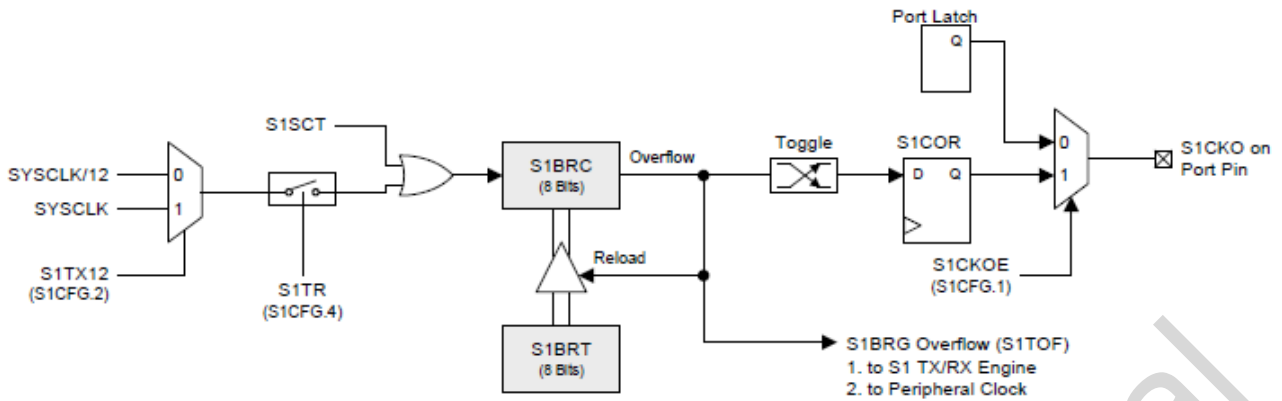 Port Latch
Q
S1SCT
Toggle
S1COR
Overflow
SYSCLK/12
0
S1BRC
(8 Bits)
D
Q
0
1
S1CKO on
Port Pin
SYSCLK
1
Reload
S1TX12
(S1CFG.2)
S1TR
(S1CFG.4)
S1CKOE
(S1CFG.1)
S1BRT
(8 Bits)
S1BRG Overflow (S1TOF)
1. to S1 TX/RX Engine
2. to Peripheral Clock